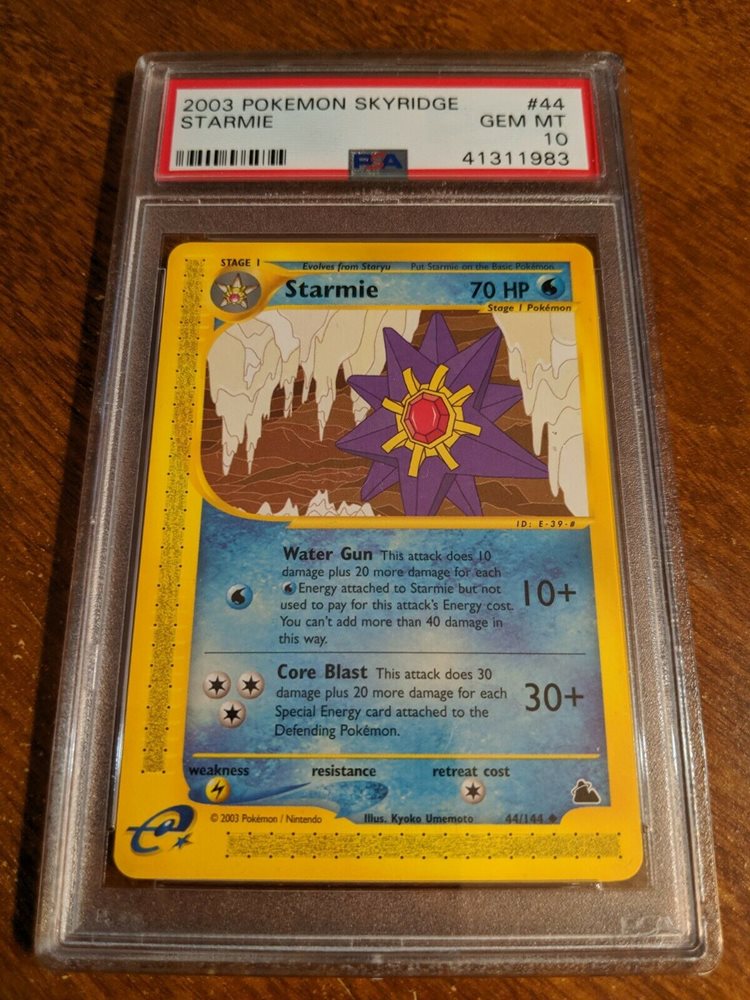 2003 POKEMON SKYRIDGE #44
STARMIE GEM MT
10
PSA 41311983
STAGE 1 Evolves from Staryu Put Starmie on the Basic Pokémon
Starmie 70 HP
Stage 1 Pokémon
ID: E-39-#
Water Gun This attack does 10
damage plus 20 more damage for each
Energy attached to Starmie but not
used to pay for this attack's Energy cost. 10+
You can't add more than 40 damage in
this way.
Core Blast This attack does 30
damage plus 20 more damage for each 30+
Special Energy card attached to the
Defending Pokémon.
weakness resistance retreat cost
© 2003 Pokémon / Nintendo Illus. Kyoko Umemoto 44/144
e